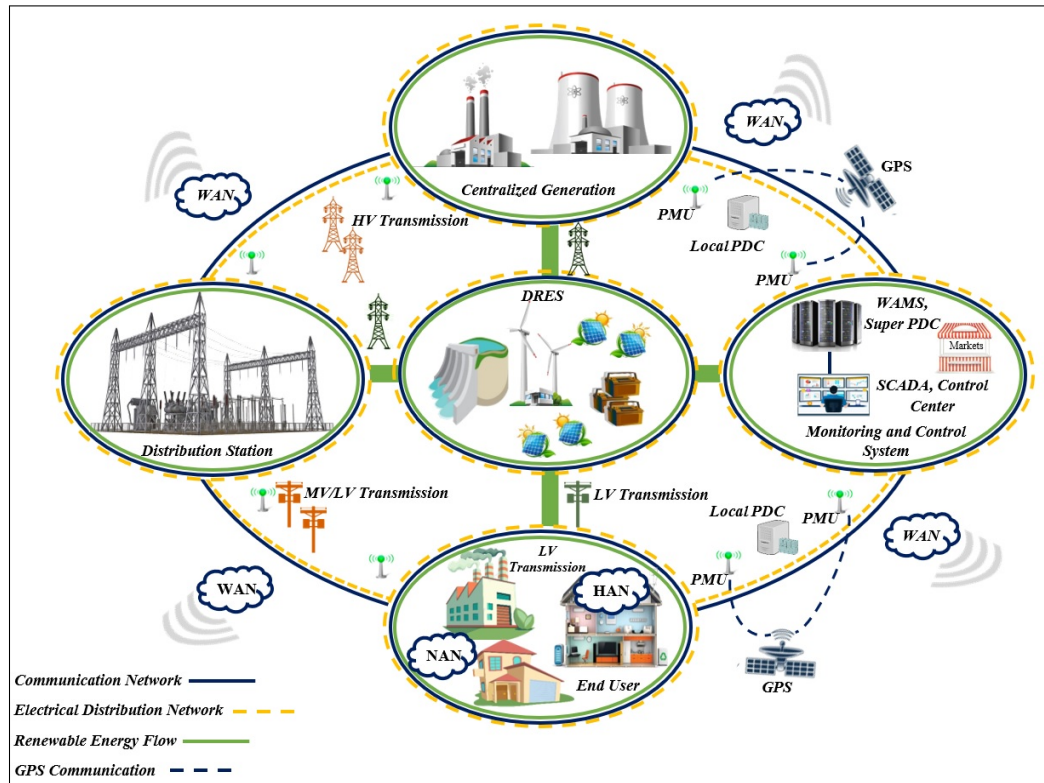 WAN
WAN
GPS
Centralized Generation
PMU
HV Transmission
Local PDC
PMU
DRES
WAMS,
Super PDC
Markets
SCADA, Control
Center
Monitoring and Control
System
Distribution Station
MV/LV Transmission
LV Transmission
Local PDC
PMU
WAN
LV
Transmission
PMU
HAN
WAN
NAN
End User
GPS
Communication Network
Electrical Distribution Network
Renewable Energy Flow
GPS Communication